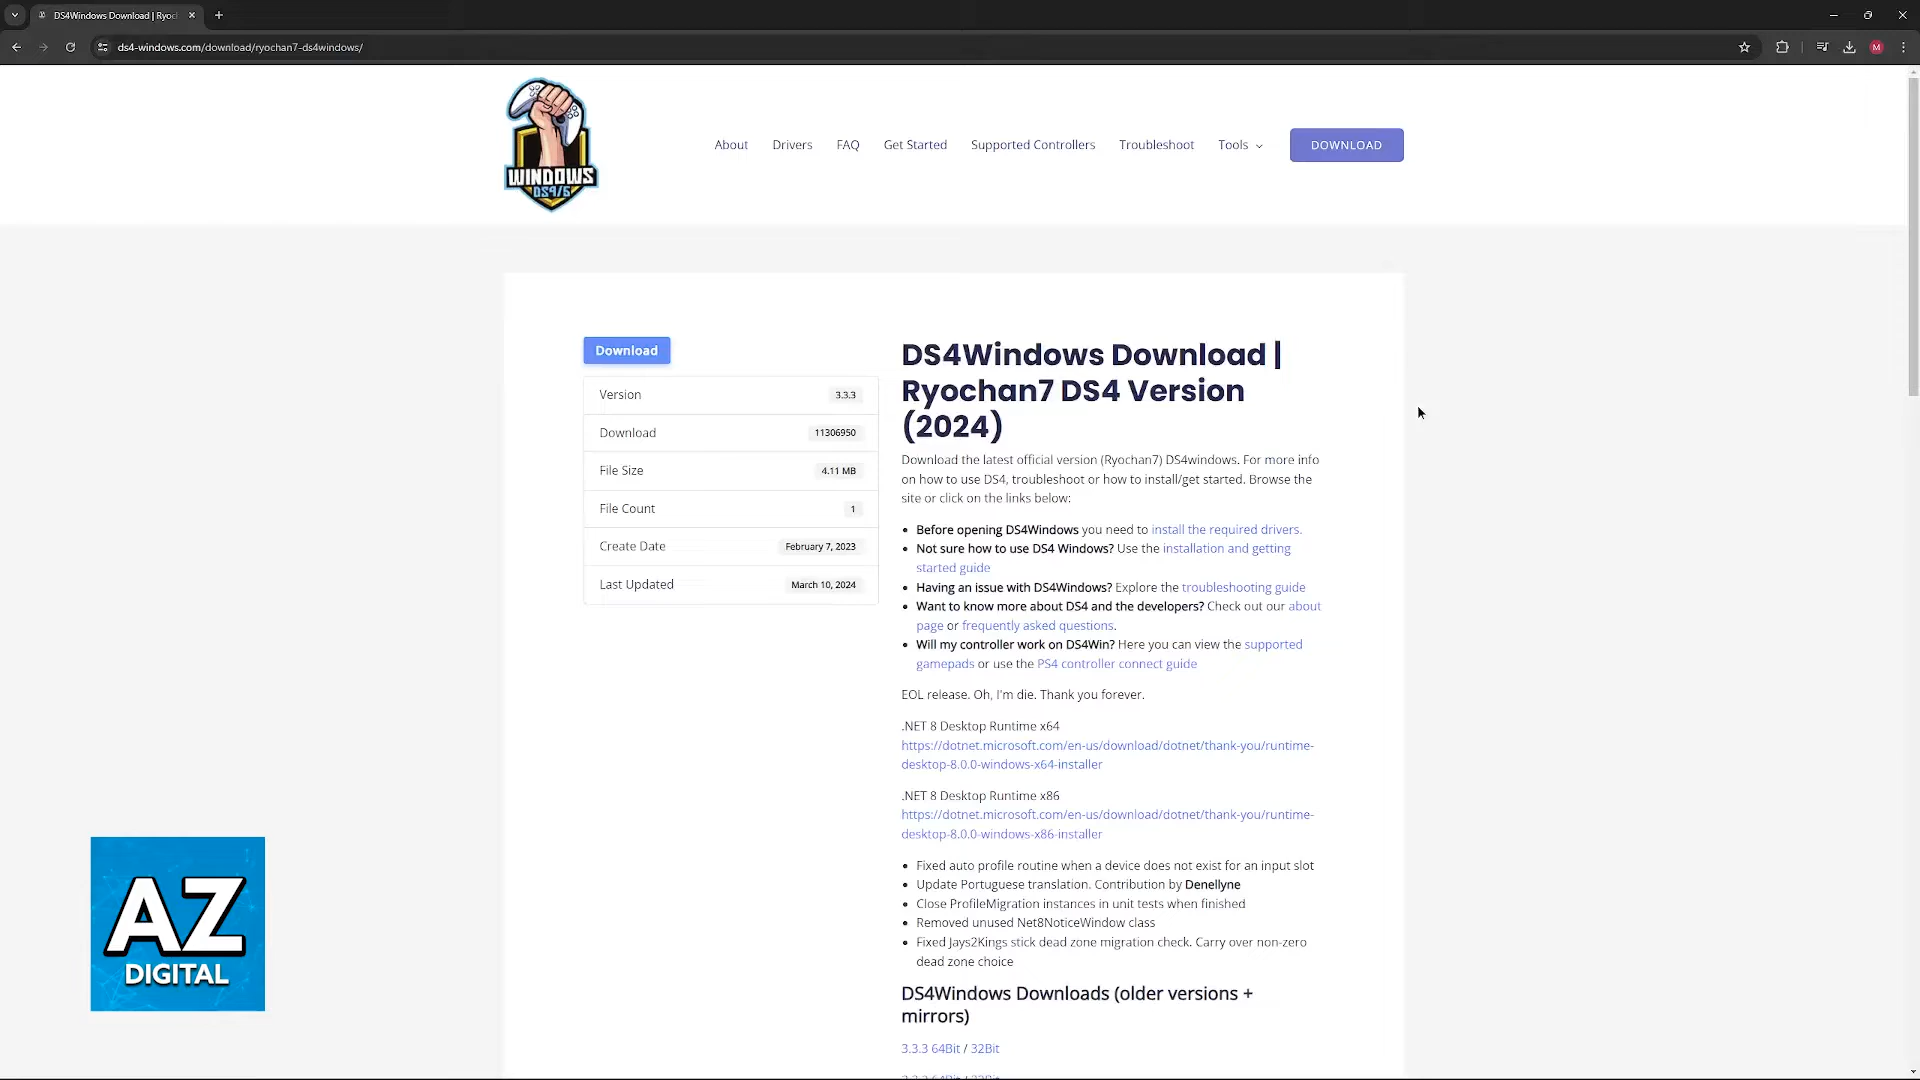 DS4Windows Download | Ryoc
ds4-windows.com/download/ryochan7-ds4windows/
M
WINDOWS
DS4/5
About
Drivers
FAQ
Get Started
Supported Controllers
Troubleshoot
Tools
DOWNLOAD
Download
Version 3.3.3
Download 11306950
File Size 4.11 MB
File Count 1
Create Date February 7, 2023
Last Updated March 10, 2024
DS4Windows Download |
Ryochan7 DS4 Version
(2024)
Download the latest official version (Ryochan7) DS4windows. For more info
on how to use DS4, troubleshoot or how to install/get started. Browse the
site or click on the links below:
• Before opening DS4Windows you need to install the required drivers.
• Not sure how to use DS4 Windows? Use the installation and getting
started guide
• Having an issue with DS4Windows? Explore the troubleshooting guide
• Want to know more about DS4 and the developers? Check out our about
page or frequently asked questions.
• Will my controller work on DS4Win? Here you can view the supported
gamepads or use the PS4 controller connect guide
EOL release. Oh, I'm die. Thank you forever.
.NET 8 Desktop Runtime x64
https://dotnet.microsoft.com/en-us/download/dotnet/thank-you/runtime-
desktop-8.0.0-windows-x64-installer
.NET 8 Desktop Runtime x86
https://dotnet.microsoft.com/en-us/download/dotnet/thank-you/runtime-
desktop-8.0.0-windows-x86-installer
• Fixed auto profile routine when a device does not exist for an input slot
• Update Portuguese translation. Contribution by Denellyne
• Close ProfileMigration instances in unit tests when finished
• Removed unused Net8NoticeWindow class
• Fixed Jays2Kings stick dead zone migration check. Carry over non-zero
dead zone choice
DS4Windows Downloads (older versions +
mirrors)
3.3.3 64Bit / 32Bit
AZ
DIGITAL